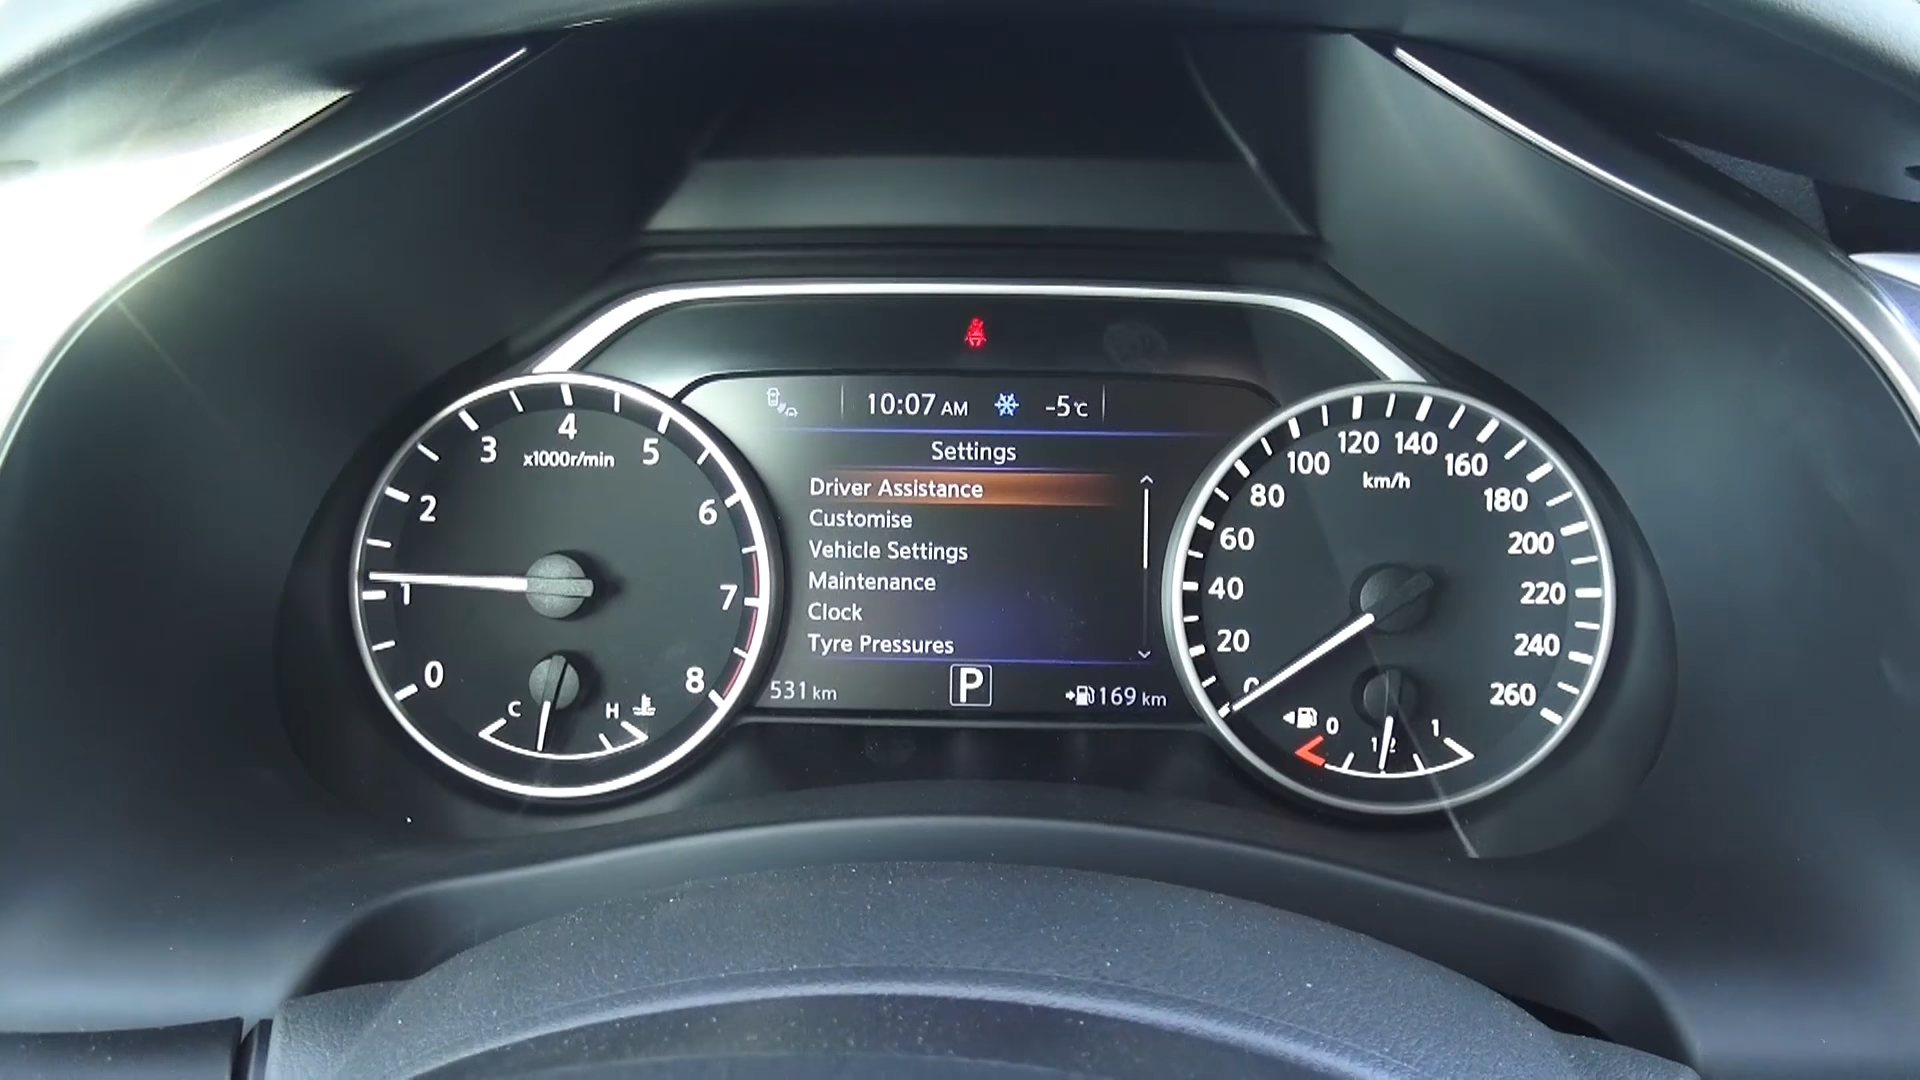 10:07 AM -5°C
Settings
Driver Assistance
Customise
Vehicle Settings
Maintenance
Clock
Tyre Pressures
531 km P 169 km
0 1 2 3 4 5 6 7 8
x1000r/min
C H
0 20 40 60 80 100 120 140 160 180 200 220 240 260
km/h
0 1/2 1